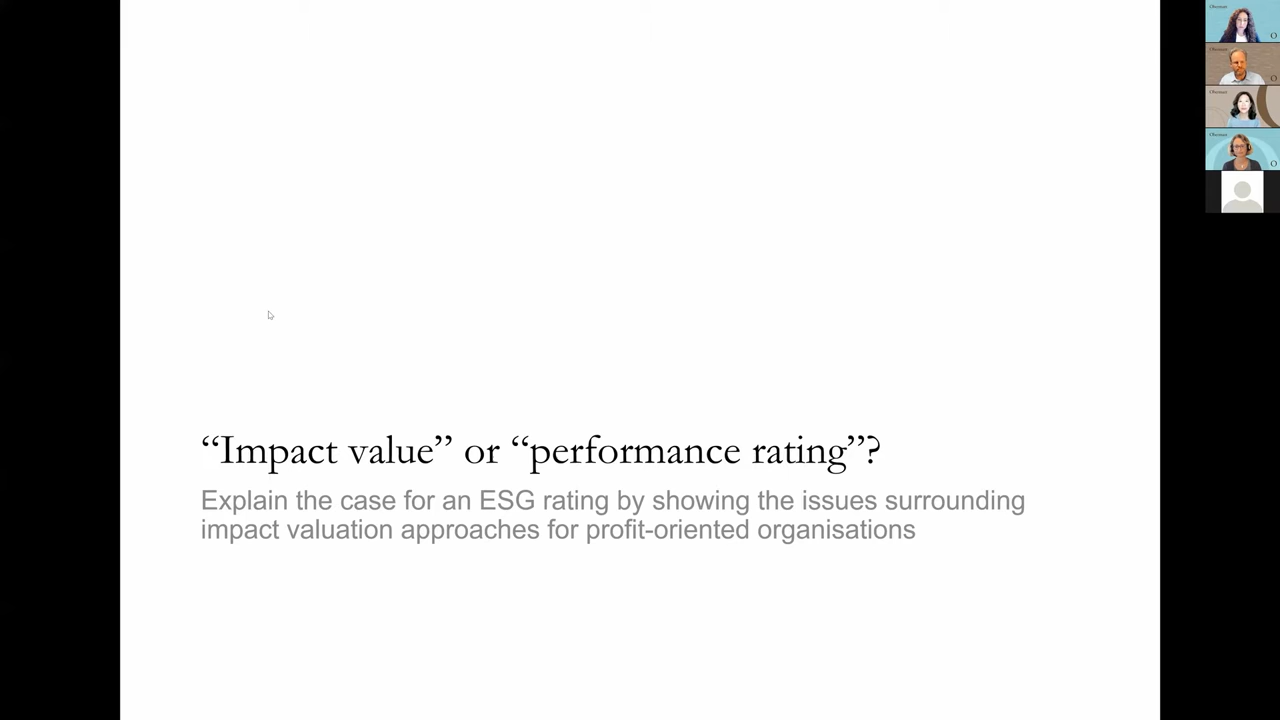 “Impact value” or “performance rating”?
Explain the case for an ESG rating by showing the issues surrounding
impact valuation approaches for profit-oriented organisations